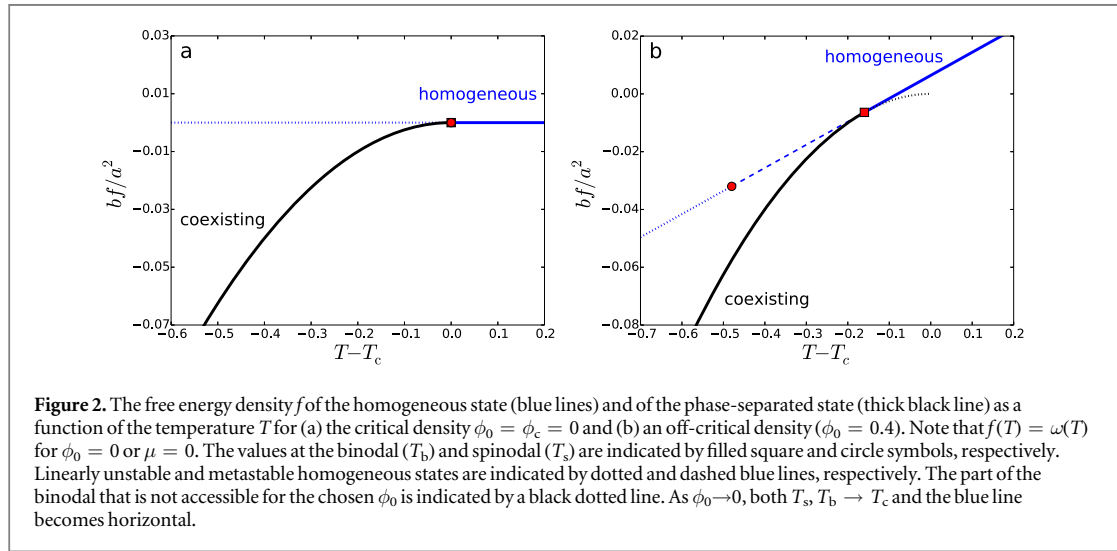 a
homogeneous
coexisting
bf/a²
0.03
0.01
−0.01
−0.03
−0.05
−0.07
−0.6 −0.5 −0.4 −0.3 −0.2 −0.1 0.0 0.1 0.2
T−T_c
b
homogeneous
coexisting
bf/a²
0.02
0.00
−0.02
−0.04
−0.06
−0.08
−0.7 −0.6 −0.5 −0.4 −0.3 −0.2 −0.1 0.0 0.1 0.2
T−T_c
Figure 2. The free energy density f of the homogeneous state (blue lines) and of the phase-separated state (thick black line) as a
function of the temperature T for (a) the critical density ϕ₀ = ϕ_c = 0 and (b) an off-critical density (ϕ₀ = 0.4). Note that f(T) = ω(T)
for ϕ₀ = 0 or μ = 0. The values at the binodal (T_b) and spinodal (T_s) are indicated by filled square and circle symbols, respectively.
Linearly unstable and metastable homogeneous states are indicated by dotted and dashed blue lines, respectively. The part of the
binodal that is not accessible for the chosen ϕ₀ is indicated by a black dotted line. As ϕ₀→0, both T_s, T_b → T_c and the blue line
becomes horizontal.